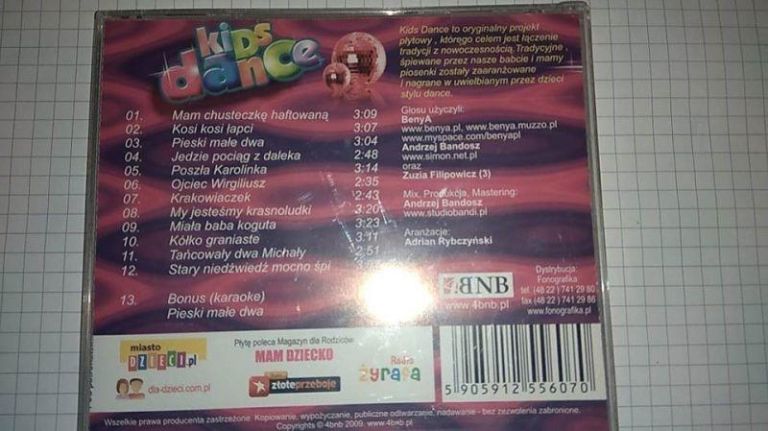 kids
dance
Kids Dance to oryginalny projekt
płytowy , którego celem jest łączenie
tradycji z nowoczesnością.Tradycyjne ,
śpiewane przez nasze babcie i mamy
piosenki zostały zaaranżowane
i nagrane w uwielbianym przez dzieci
stylu dance.
01. Mam chusteczkę haftowaną 3:09
02. Kosi kosi łapci 3:07
03. Pieski małe dwa 3:04
04. Jedzie pociąg z daleka 2:48
05. Poszła Karolinka 3:14
06. Ojciec Wirgiliusz 2:35
07. Krakowiaczek 2:43
08. My jesteśmy krasnoludki 3:20
09. Miała baba koguta 3:23
10. Kółko graniaste 3:11
11. Tańcowały dwa Michały 2:51
12. Stary niedźwiedź mocno śpi
13. Bonus (karaoke)
Pieski małe dwa
Głosu użyczyli:
BenyA
www.benya.pl, www.benya.muzzo.pl
www.myspace.com/benyapl
Andrzej Bandosz
www.simon.net.pl
oraz
Zuzia Filipowicz (3)
Mix, Produkcja, Mastering:
Andrzej Bandosz
www.studiobandi.pl
Aranżacje:
Adrian Rybczyński
4BNB
www.4bnb.pl
Dystrybucja:
Fonografika
tel. (48 22 ) 741 29 80
fax (48 22 ) 741 29 86
www.fonografika.pl
miasto
DZIECI.pl
dla-dzieci.com.pl
Płytę poleca Magazyn dla Rodziców:
MAM DZIECKO
złoteprzeboje
Radio
żyrafa
5 905912 556070
Wszelkie prawa producenta zastrzeżone. Kopiowanie, wypożyczanie, publiczne odtwarzanie, nadawanie - bez zezwolenia zabronione.
Copyrights © 4bnb 2009. www.4bnb.pl